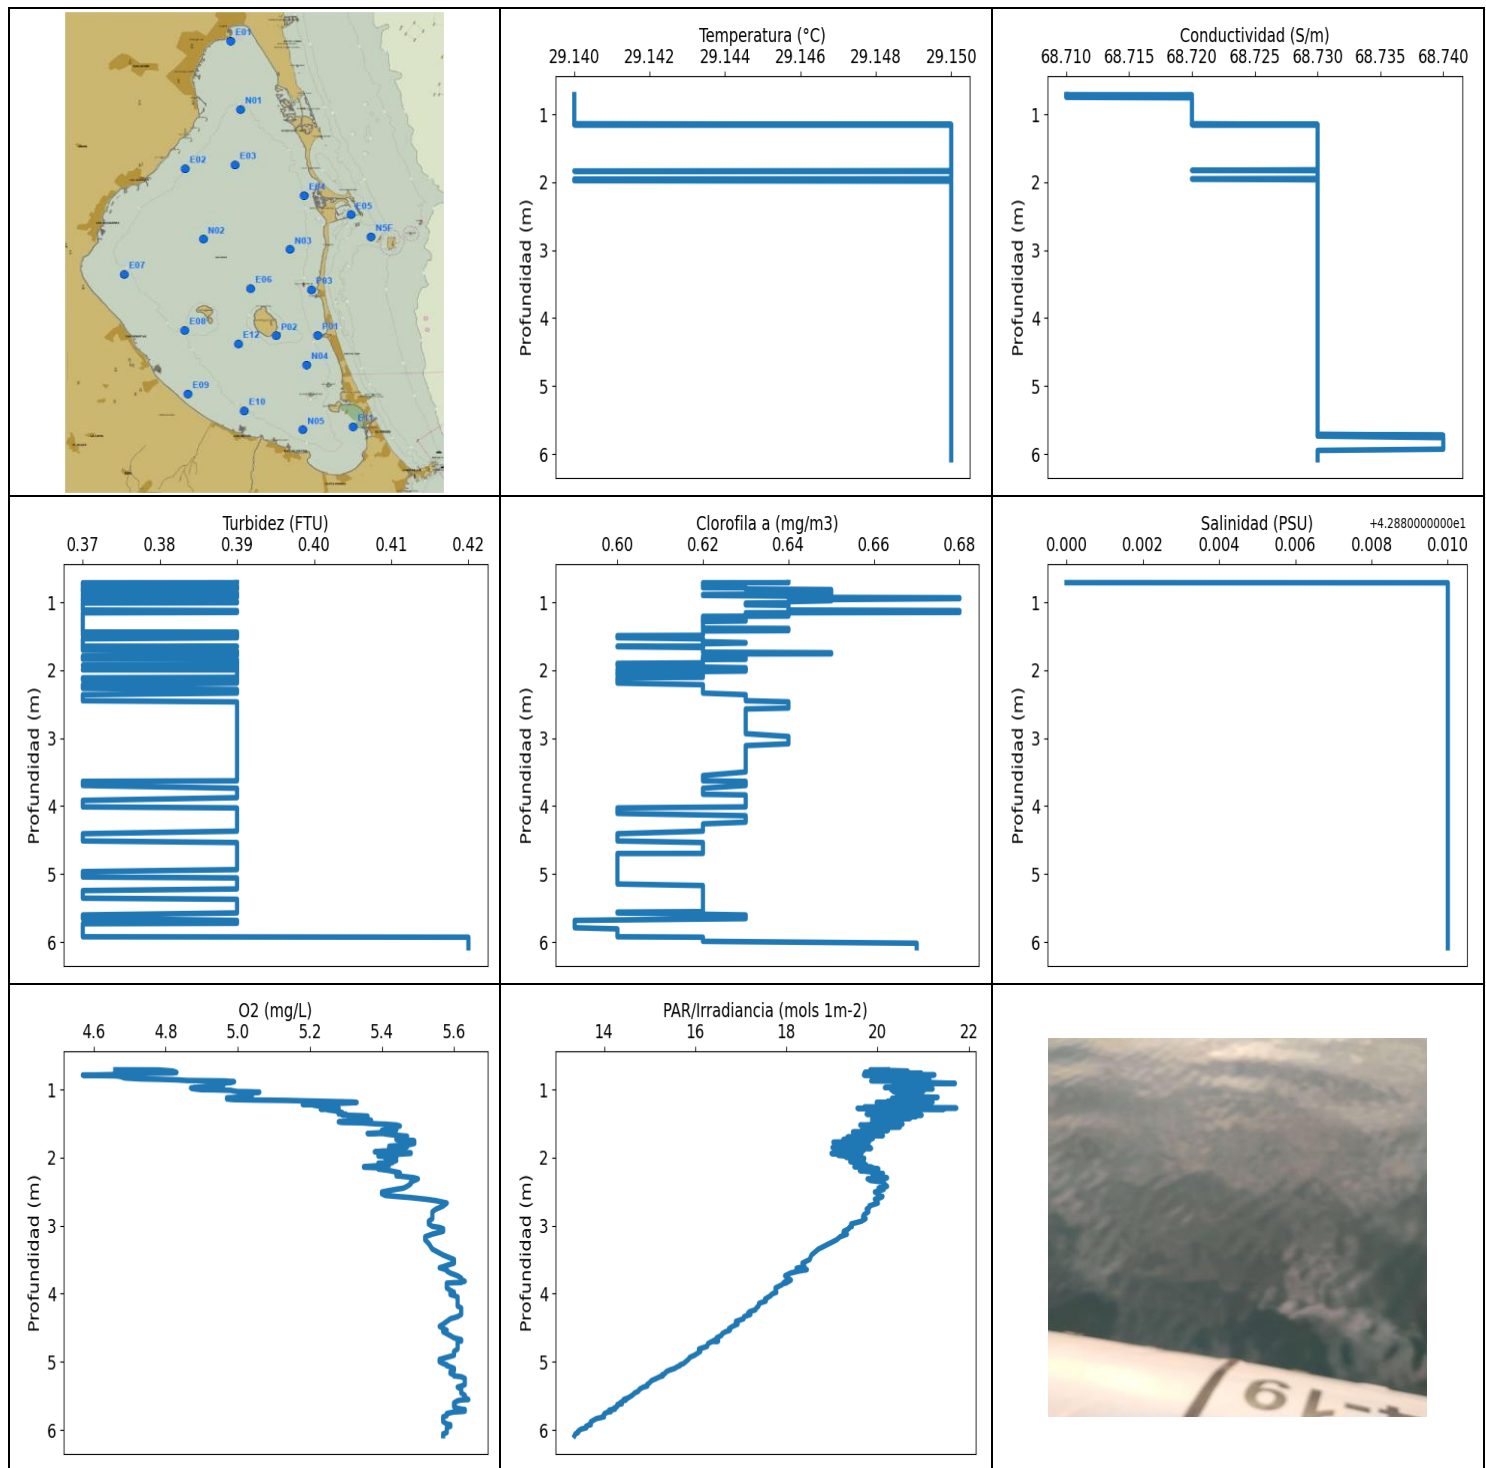 E01
N01
E02
E03
E04
E05
N5F
N02
N03
E07
E06
P03
E08
P02
P01
E12
N04
E09
E10
N05
E11
Temperatura (°C)
29.140 29.142 29.144 29.146 29.148 29.150
Profundidad (m)
1
2
3
4
5
6
Conductividad (S/m)
68.710 68.715 68.720 68.725 68.730 68.735 68.740
Profundidad (m)
1
2
3
4
5
6
Turbidez (FTU)
0.37 0.38 0.39 0.40 0.41 0.42
Profundidad (m)
1
2
3
4
5
6
Clorofila a (mg/m3)
0.60 0.62 0.64 0.66 0.68
Profundidad (m)
1
2
3
4
5
6
Salinidad (PSU) +4.2880000000e1
0.000 0.002 0.004 0.006 0.008 0.010
Profundidad (m)
1
2
3
4
5
6
O2 (mg/L)
4.6 4.8 5.0 5.2 5.4 5.6
Profundidad (m)
1
2
3
4
5
6
PAR/Irradiancia (mols 1m-2)
14 16 18 20 22
Profundidad (m)
1
2
3
4
5
6